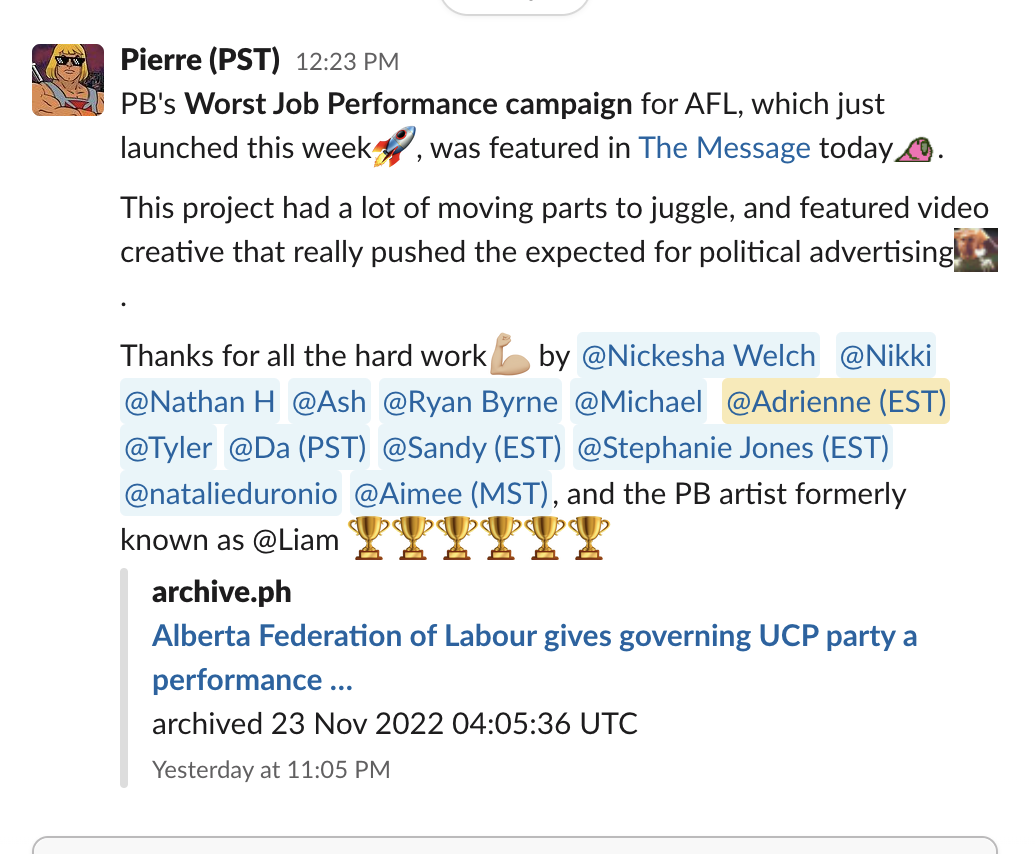 Pierre (PST) 12:23 PM
PB's Worst Job Performance campaign for AFL, which just
launched this week🚀, was featured in The Message today.
This project had a lot of moving parts to juggle, and featured video
creative that really pushed the expected for political advertising
.
Thanks for all the hard work💪🏼 by @Nickesha Welch @Nikki
@Nathan H @Ash @Ryan Byrne @Michael @Adrienne (EST)
@Tyler @Da (PST) @Sandy (EST) @Stephanie Jones (EST)
@natalieduronio @Aimee (MST), and the PB artist formerly
known as @Liam 🏆🏆🏆🏆🏆🏆
archive.ph
Alberta Federation of Labour gives governing UCP party a
performance ...
archived 23 Nov 2022 04:05:36 UTC
Yesterday at 11:05 PM